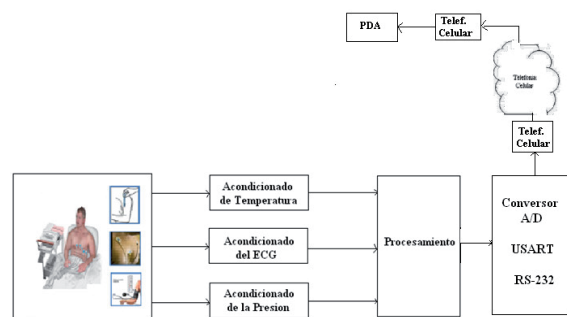 PDA
Telef.
Celular
Telefonia
Celular
Telef.
Celular
Acondicionado
de Temperatura
Acondicionado
del ECG
Acondicionado
de la Presion
Procesamiento
Conversor
A/D
USART
RS-232